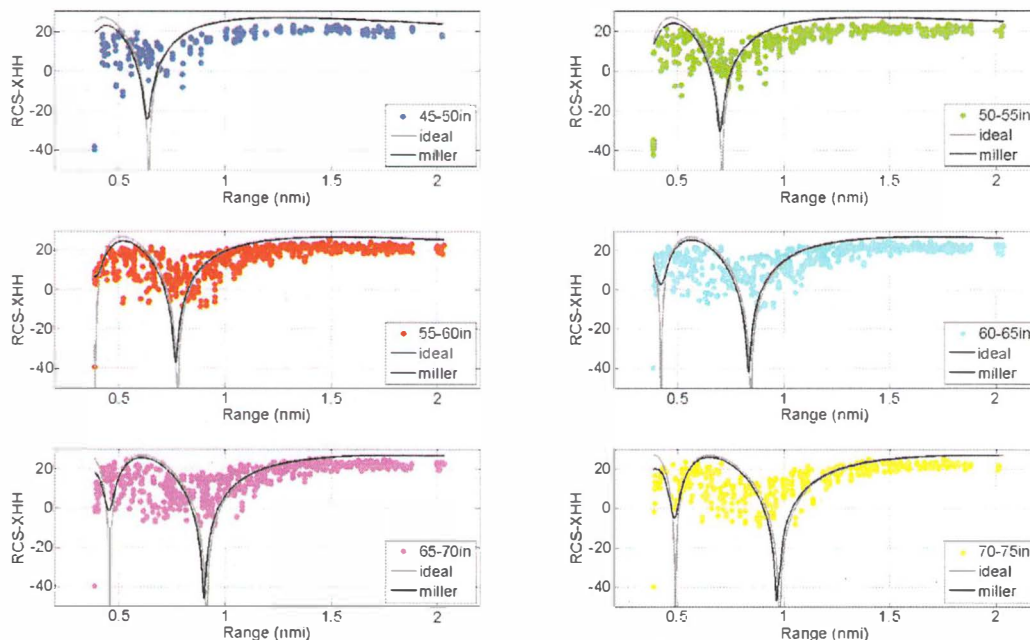 RCS-XHH
20
0
-20
-40
45-50in
ideal
miller
0.5 1 1.5 2
Range (nmi)
RCS-XHH
20
0
-20
-40
50-55in
ideal
miller
0.5 1 1.5 2
Range (nmi)
RCS-XHH
20
0
-20
-40
55-60in
ideal
miller
0.5 1 1.5 2
Range (nmi)
RCS-XHH
20
0
-20
-40
60-65in
ideal
miller
0.5 1 1.5 2
Range (nmi)
RCS-XHH
20
0
-20
-40
65-70in
ideal
miller
0.5 1 1.5 2
Range (nmi)
RCS-XHH
20
0
-20
-40
70-75in
ideal
miller
0.5 1 1.5 2
Range (nmi)